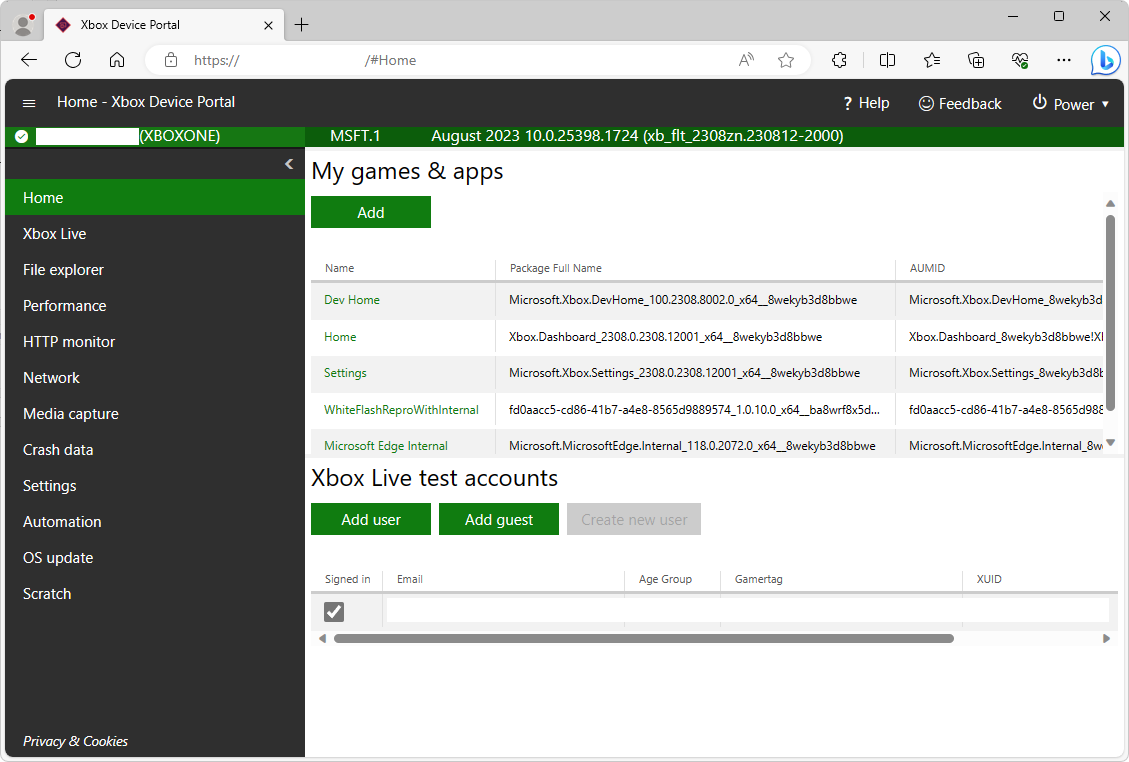 Xbox Device Portal
https:// /#Home
Home - Xbox Device Portal
? Help
Feedback
Power
(XBOXONE)
MSFT.1 August 2023 10.0.25398.1724 (xb_flt_2308zn.230812-2000)
Home
Xbox Live
File explorer
Performance
HTTP monitor
Network
Media capture
Crash data
Settings
Automation
OS update
Scratch
Privacy & Cookies
My games & apps
Add
Name Package Full Name AUMID
Dev Home Microsoft.Xbox.DevHome_100.2308.8002.0_x64__8wekyb3d8bbwe Microsoft.Xbox.DevHome_8wekyb3d
Home Xbox.Dashboard_2308.0.2308.12001_x64__8wekyb3d8bbwe Xbox.Dashboard_8wekyb3d8bbwe!X
Settings Microsoft.Xbox.Settings_2308.0.2308.12001_x64__8wekyb3d8bbwe Microsoft.Xbox.Settings_8wekyb3d8b
WhiteFlashReproWithInternal fd0aacc5-cd86-41b7-a4e8-8565d9889574_1.0.10.0_x64__ba8wrf8x5d... fd0aacc5-cd86-41b7-a4e8-8565d988
Microsoft Edge Internal Microsoft.MicrosoftEdge.Internal_118.0.2072.0_x64__8wekyb3d8bbwe Microsoft.MicrosoftEdge.Internal_8w
Xbox Live test accounts
Add user Add guest Create new user
Signed in Email Age Group Gamertag XUID